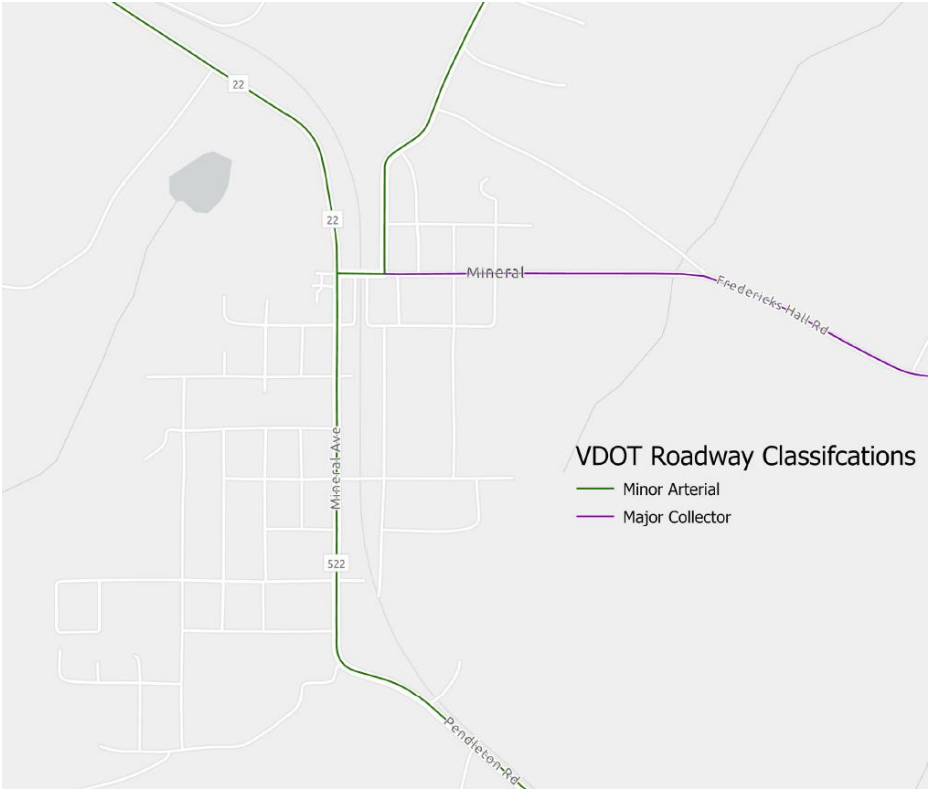 22
22
Mineral
Fredericks-Hall-Rd
Mineral-Ave
VDOT Roadway Classifcations
Minor Arterial
Major Collector
522
Pendleton-Rd